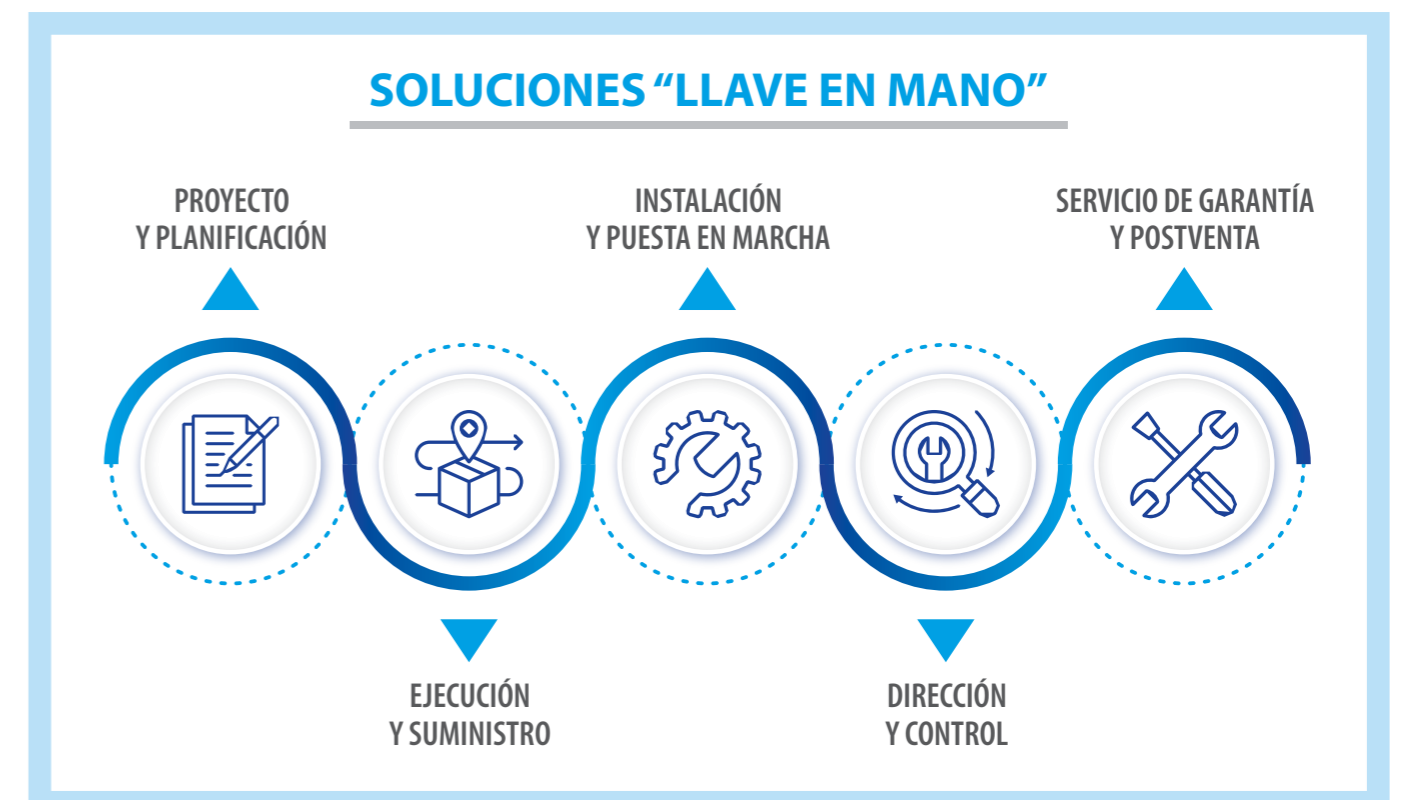 SOLUCIONES “LLAVE EN MANO”
PROYECTO
Y PLANIFICACIÓN
INSTALACIÓN
Y PUESTA EN MARCHA
SERVICIO DE GARANTÍA
Y POSTVENTA
EJECUCIÓN
Y SUMINISTRO
DIRECCIÓN
Y CONTROL